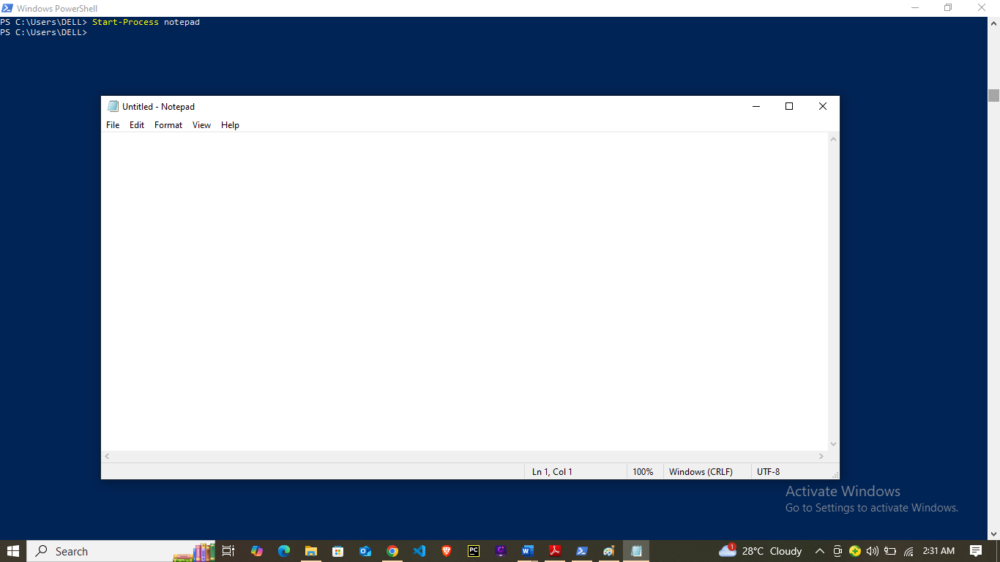 Windows PowerShell
PS C:\Users\DELL> Start-Process notepad
PS C:\Users\DELL>
Untitled - Notepad
File Edit Format View Help
Ln 1, Col 1 100% Windows (CRLF) UTF-8
Activate Windows
Go to Settings to activate Windows.
Search PC W 1 28°C Cloudy 2:31 AM